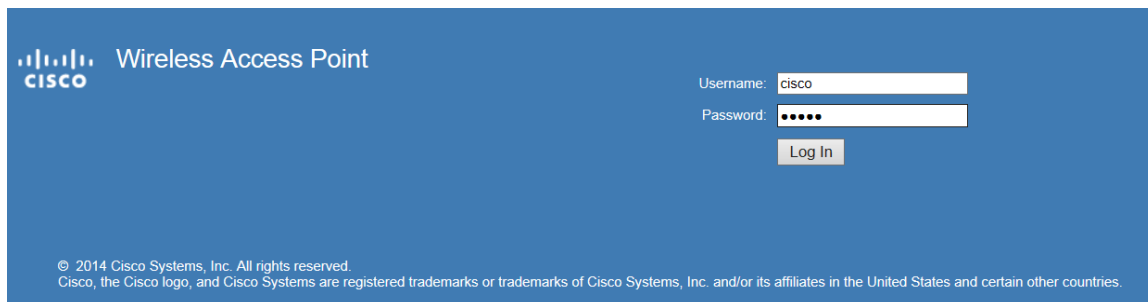 CISCO
Wireless Access Point
Username: cisco
Password: •••••
Log In
© 2014 Cisco Systems, Inc. All rights reserved.
Cisco, the Cisco logo, and Cisco Systems are registered trademarks or trademarks of Cisco Systems, Inc. and/or its affiliates in the United States and certain other countries.